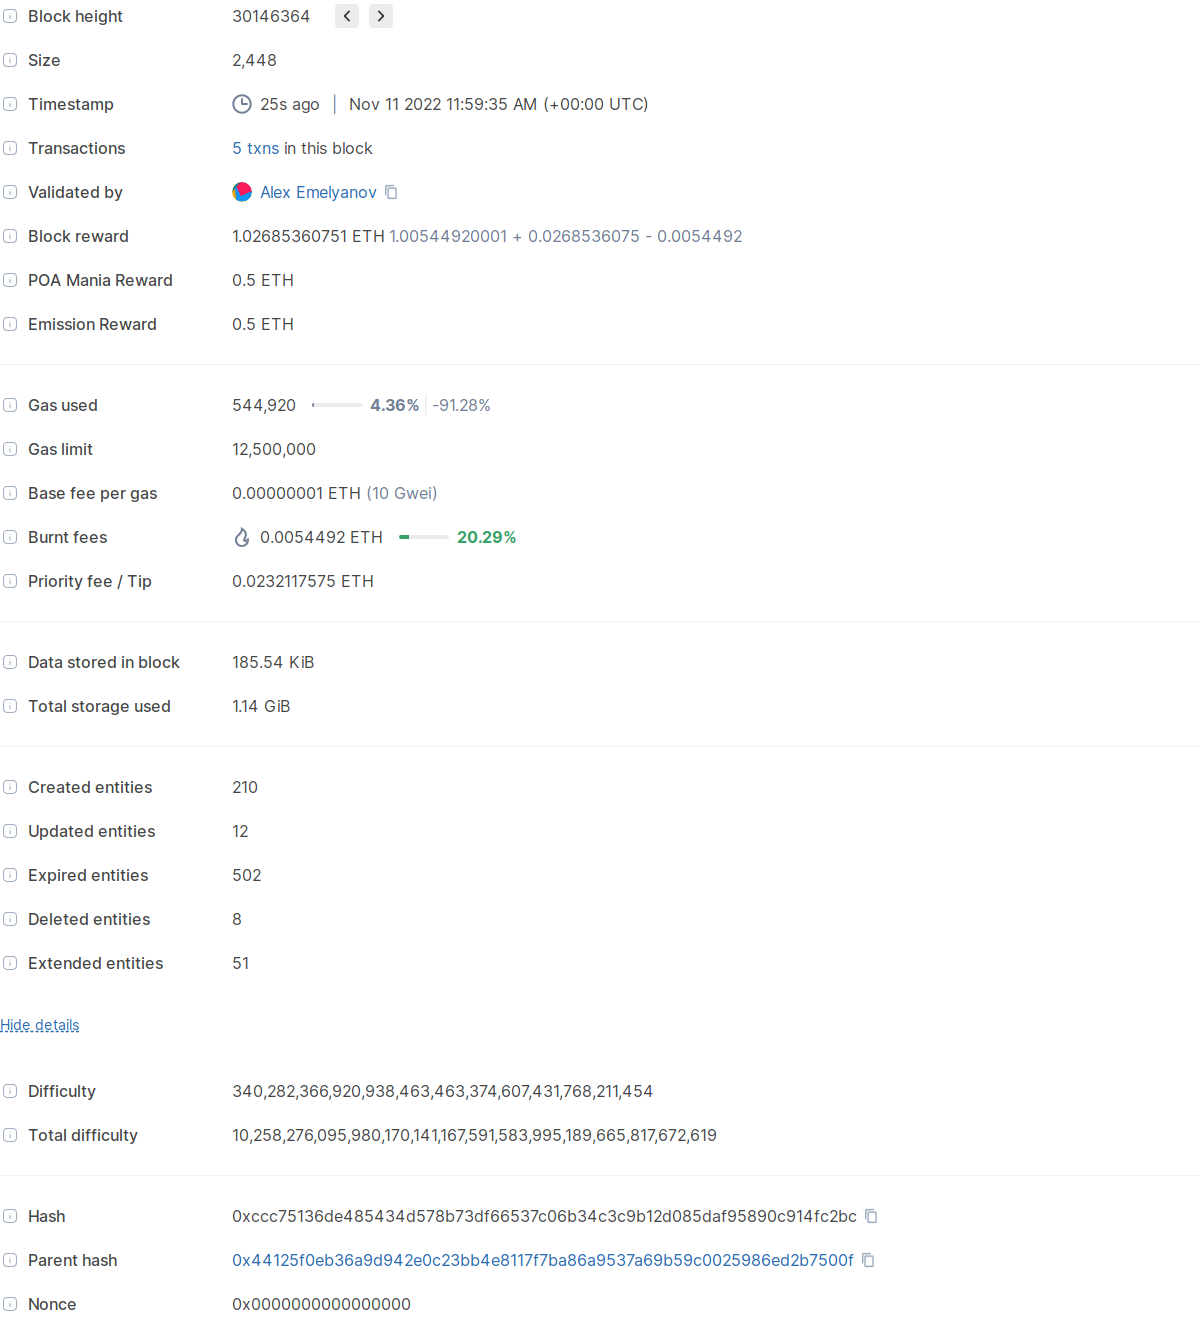 Block height 30146364
Size 2,448
Timestamp 25s ago | Nov 11 2022 11:59:35 AM (+00:00 UTC)
Transactions 5 txns in this block
Validated by Alex Emelyanov
Block reward 1.02685360751 ETH 1.00544920001 + 0.0268536075 - 0.0054492
POA Mania Reward 0.5 ETH
Emission Reward 0.5 ETH
Gas used 544,920 4.36% -91.28%
Gas limit 12,500,000
Base fee per gas 0.00000001 ETH (10 Gwei)
Burnt fees 0.0054492 ETH 20.29%
Priority fee / Tip 0.0232117575 ETH
Data stored in block 185.54 KiB
Total storage used 1.14 GiB
Created entities 210
Updated entities 12
Expired entities 502
Deleted entities 8
Extended entities 51
Hide details
Difficulty 340,282,366,920,938,463,463,374,607,431,768,211,454
Total difficulty 10,258,276,095,980,170,141,167,591,583,995,189,665,817,672,619
Hash 0xccc75136de485434d578b73df66537c06b34c3c9b12d085daf95890c914fc2bc
Parent hash 0x44125f0eb36a9d942e0c23bb4e8117f7ba86a9537a69b59c0025986ed2b7500f
Nonce 0x0000000000000000